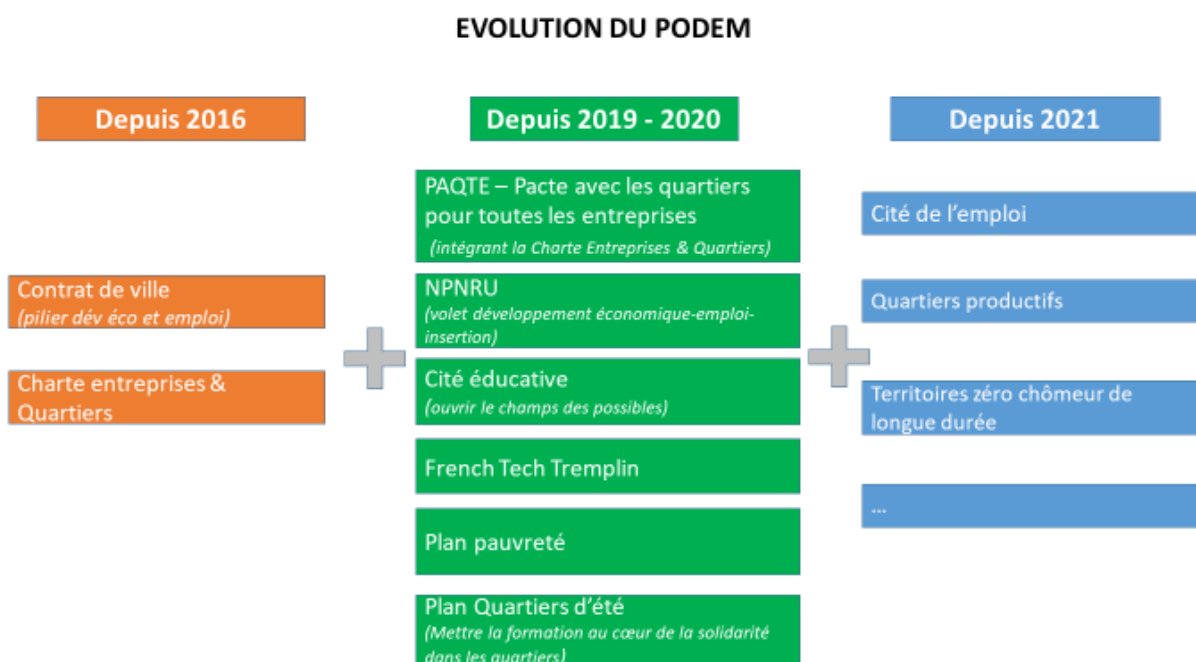 EVOLUTION DU PODEM
Depuis 2016
Contrat de ville
(pilier dév éco et emploi)
Charte entreprises &
Quartiers
Depuis 2019 - 2020
PAQTE – Pacte avec les quartiers
pour toutes les entreprises
(intégrant la Charte Entreprises & Quartiers)
NPNRU
(volet développement économique-emploi-
insertion)
Cité éducative
(ouvrir le champs des possibles)
French Tech Tremplin
Plan pauvreté
Plan Quartiers d’été
(Mettre la formation au cœur de la solidarité
dans les quartiers)
Depuis 2021
Cité de l’emploi
Quartiers productifs
Territoires zéro chômeur de
longue durée
...